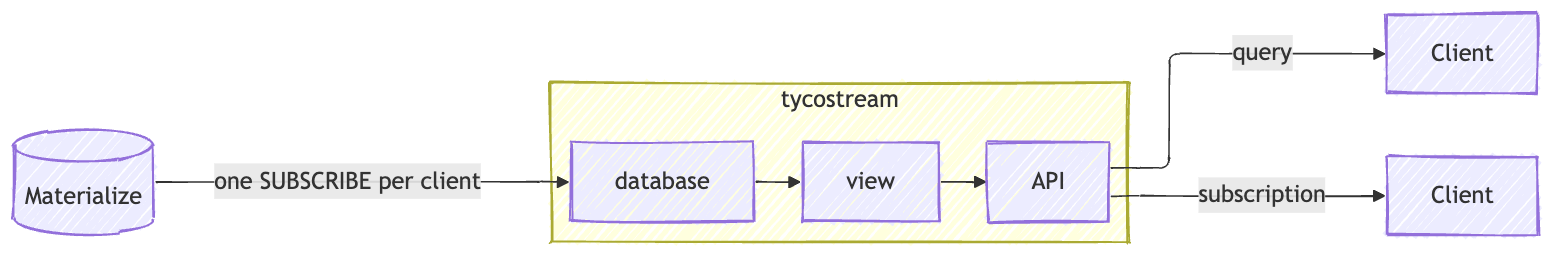 Materialize
one SUBSCRIBE per client
tycostream
database
view
API
query
Client
subscription
Client